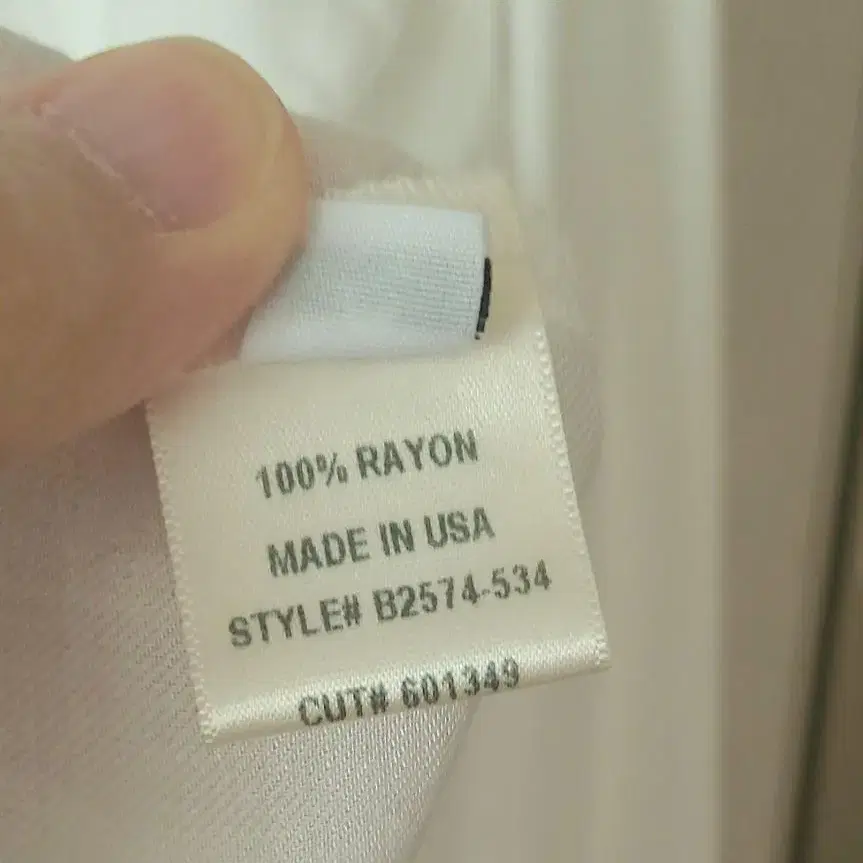 100% RAYON
MADE IN USA
STYLE# B2574-534
CUT# 601349